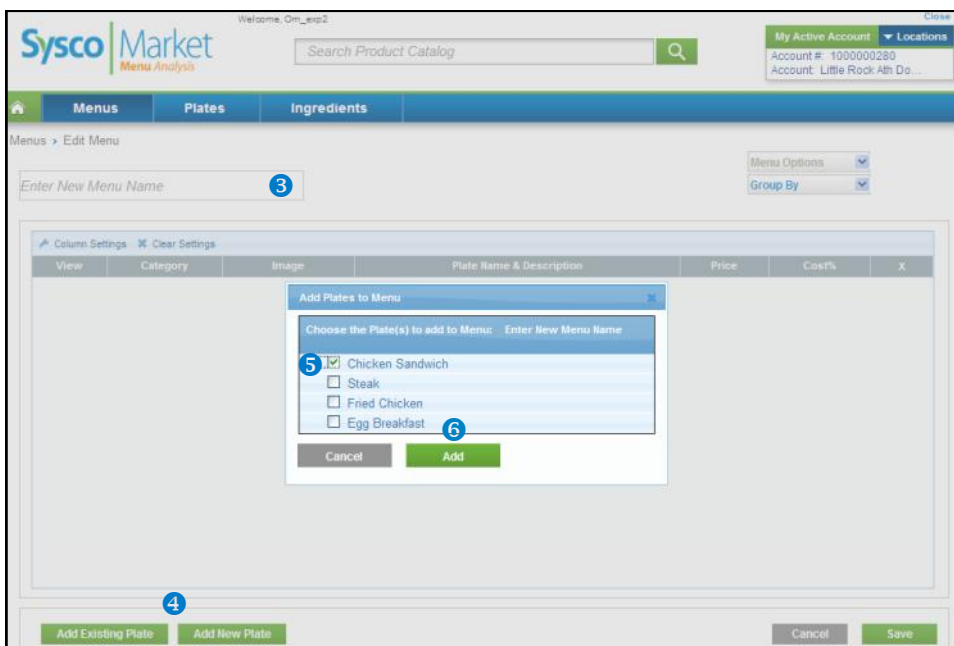 Welcome, Om_exp2
Close
Sysco Market
Menu Analysis
Search Product Catalog
My Active Account Locations
Account #: 1000000280
Account: Little Rock Ath Do...
Menus Plates Ingredients
Menus > Edit Menu
Enter New Menu Name 3
Menu Options
Group By
Column Settings Clear Settings
View Category Image Plate Name & Description Price Cost% X
Add Plates to Menu
Choose the Plate(s) to add to Menu: Enter New Menu Name
5 Chicken Sandwich
Steak
Fried Chicken
Egg Breakfast
6
Cancel Add
4
Add Existing Plate Add New Plate Cancel Save